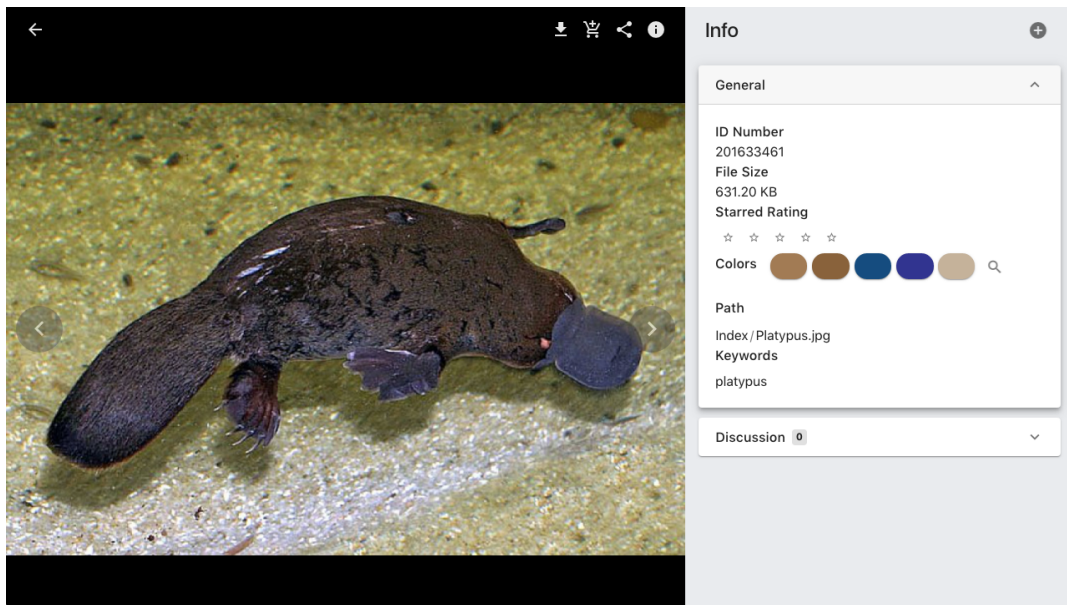 Info
General
ID Number
201633461
File Size
631.20 KB
Starred Rating
Colors
Path
Index/Platypus.jpg
Keywords
platypus
Discussion 0